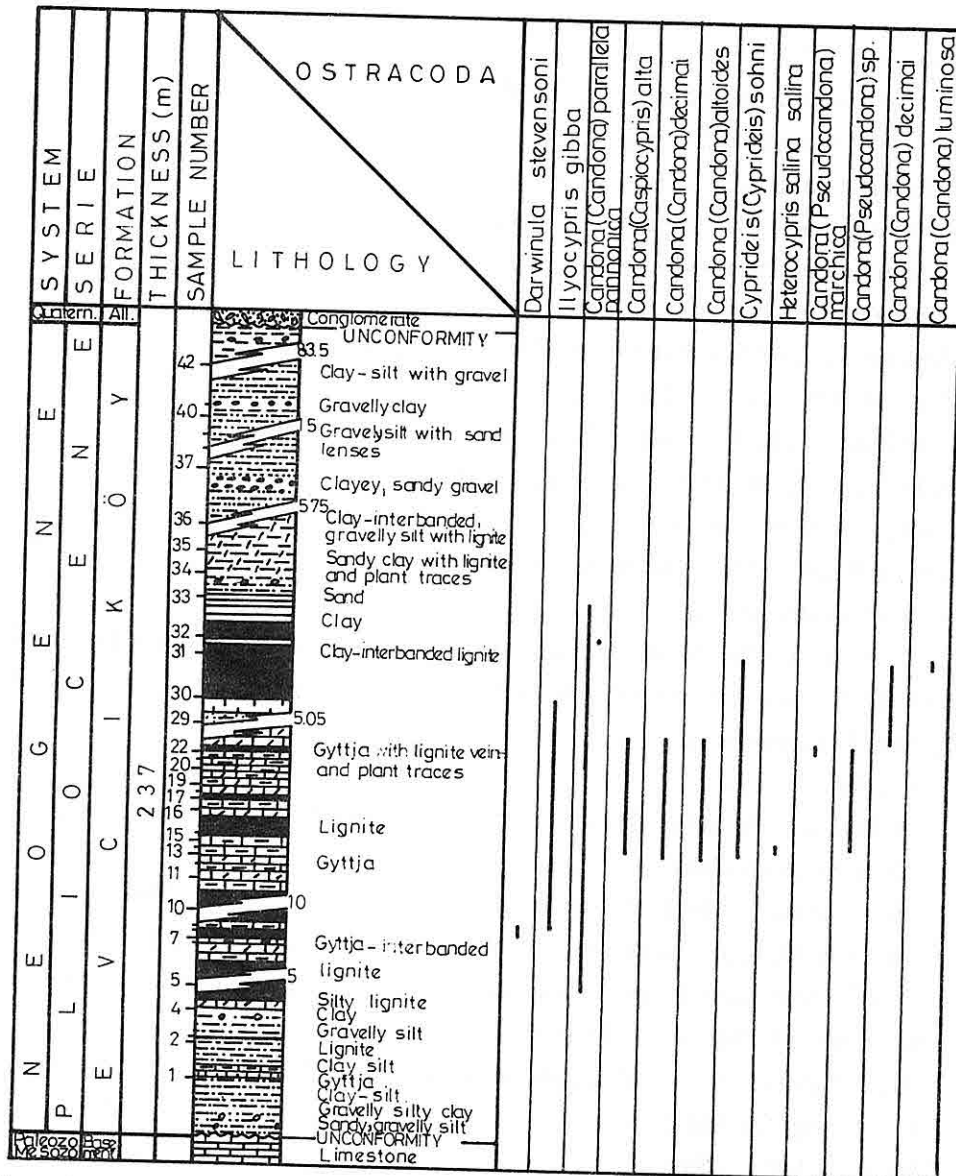 SYSTEM
SERIE
FORMATION
THICKNESS (m)
SAMPLE NUMBER
OSTRACODA
LITHOLOGY
Darwinula stevensoni
Ilyocypris gibba
Candona (Candona) parallela
pannonica
Candona (Caspiocypris) alta
Candona (Candona) decimai
Candona (Candona) altoides
Cyprideis (Cyprideis) sohni
Heterocypris salina salina
Candona (Pseudocandona)
marchica
Candona (Pseudocandona) sp.
Candona (Candona) decimai
Candona (Candona) luminosa
Quatern.
All.
Conglomerate
UNCONFORMITY
NEOGENE
PLIOCENE
EVCİKÖY
237
42
83.5
Clay-silt with gravel
40
Gravelly clay
15
Gravelysilt with sand
lenses
37
Clayey, sandy gravel
36
5.75
Clay-interbanded,
gravelly silt with lignite
35
Sandy clay with lignite
and plant traces
34
33
Sand
Clay
32
31
Clay-interbanded lignite
30
29
5.05
22
Gyttja with lignite vein
and plant traces
20
19
17
16
15
Lignite
13
Gyttja
11
10
10
7
Gyttja-interbanded
lignite
5
5
Silty lignite
4
Clay
Gravelly silt
2
Lignite
Clay silt
1
Gyttja
Clay-silt
Gravelly silty clay
Sandy, gravelly silt
UNCONFORMITY
Paleozo
Mesozoi
Base
ment
Limestone